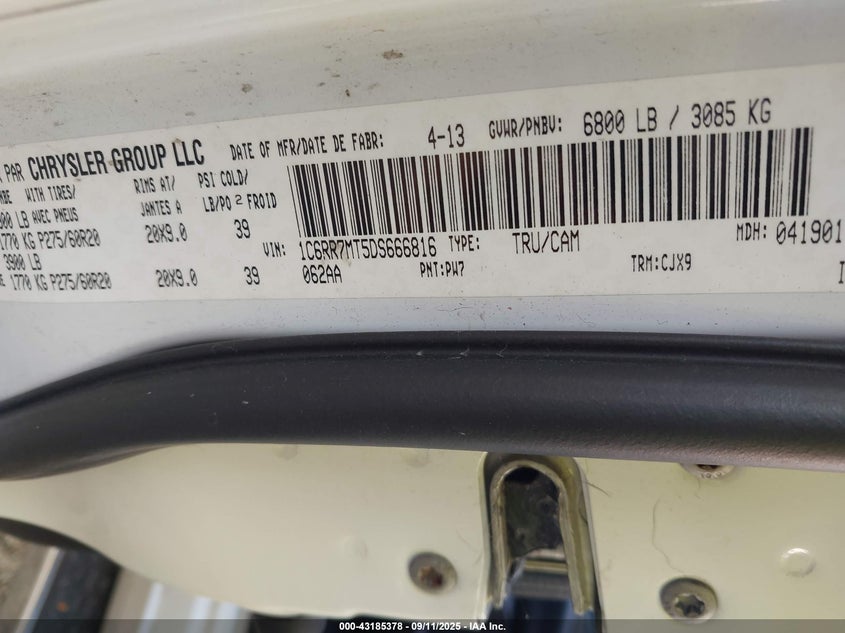 PAR CHRYSLER GROUP LLC DATE OF MFR/DATE DE FABR: 4-13 GVWR/PNBV: 6800 LB / 3085 KG
WITH TIRES/ RIMS AT/ PSI COLD/
LB AVEC PNEUS JANTES A LB/PO 2 FROID
1770 KG P275/60R20 20X9.0 39
3900 LB VIN: 1C6RR7MT5DS666816 TYPE: TRU/CAM MDH: 041901
1770 KG P275/60R20 20X9.0 39 062AA PNT:PW7 TRM:CJX9
000-43185378 - 09/11/2025 - IAA Inc.